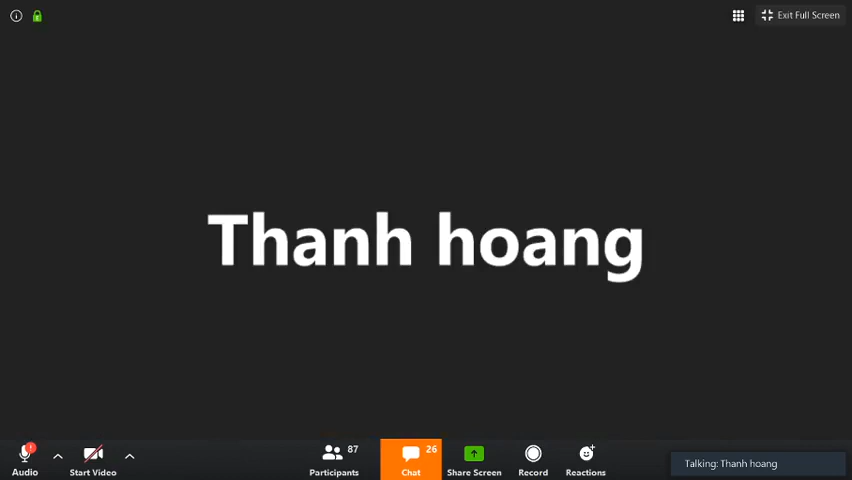 Exit Full Screen
Thanh hoang
87
26
Audio
Start Video
Participants
Chat
Share Screen
Record
Reactions
Talking: Thanh hoang